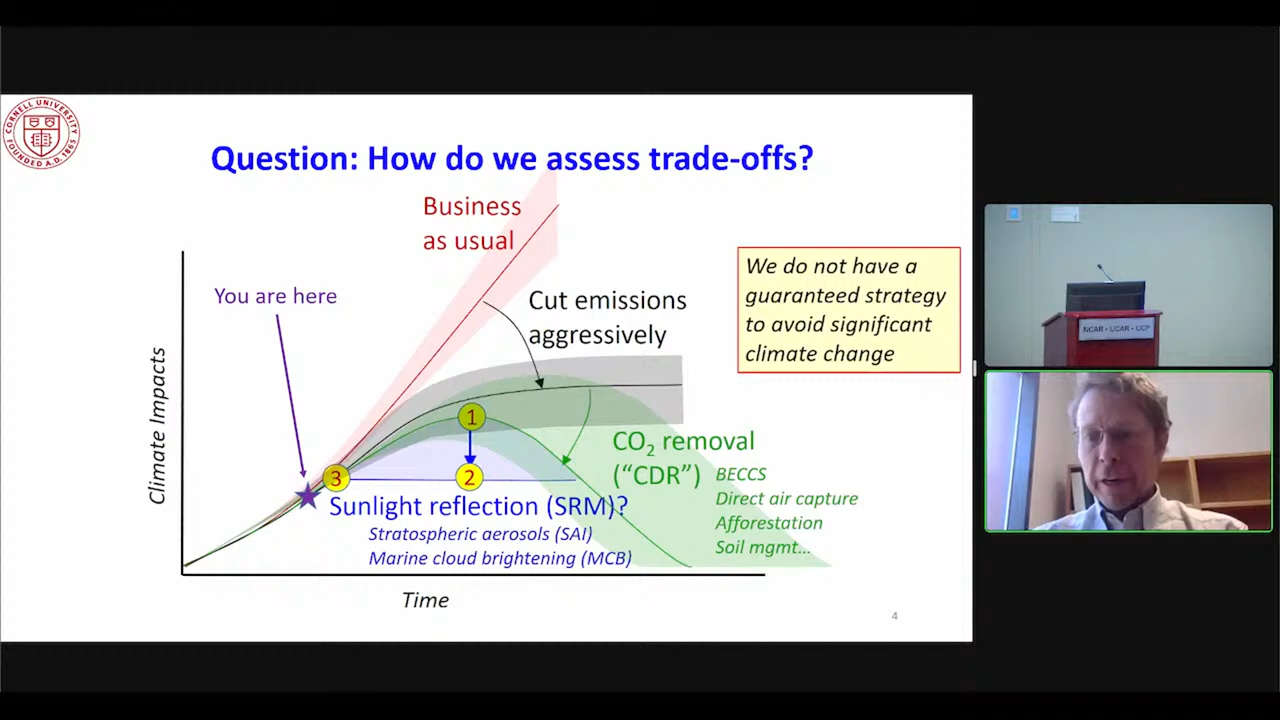 CORNELL UNIVERSITY
FOUNDED A.D. 1865
Question: How do we assess trade-offs?
Business
as usual
You are here
Cut emissions
aggressively
We do not have a
guaranteed strategy
to avoid significant
climate change
Climate Impacts
1
3
2
CO₂ removal
("CDR")
BECCS
Direct air capture
Afforestation
Soil mgmt...
Sunlight reflection (SRM)?
Stratospheric aerosols (SAI)
Marine cloud brightening (MCB)
Time
4
NCAR • UCAR • UCP